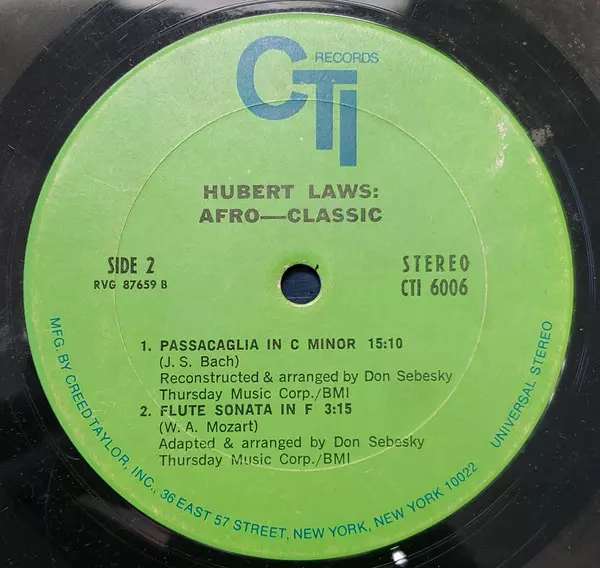 CTI RECORDS
HUBERT LAWS:
AFRO—CLASSIC
SIDE 2
RVG 87659 B
STEREO
CTI 6006
1. PASSACAGLIA IN C MINOR 15:10
(J. S. Bach)
Reconstructed & arranged by Don Sebesky
Thursday Music Corp./BMI
2. FLUTE SONATA IN F 3:15
(W. A. Mozart)
Adapted & arranged by Don Sebesky
Thursday Music Corp./BMI
MFG. BY CREED TAYLOR, INC., 36 EAST 57 STREET, NEW YORK, NEW YORK 10022
UNIVERSAL STEREO